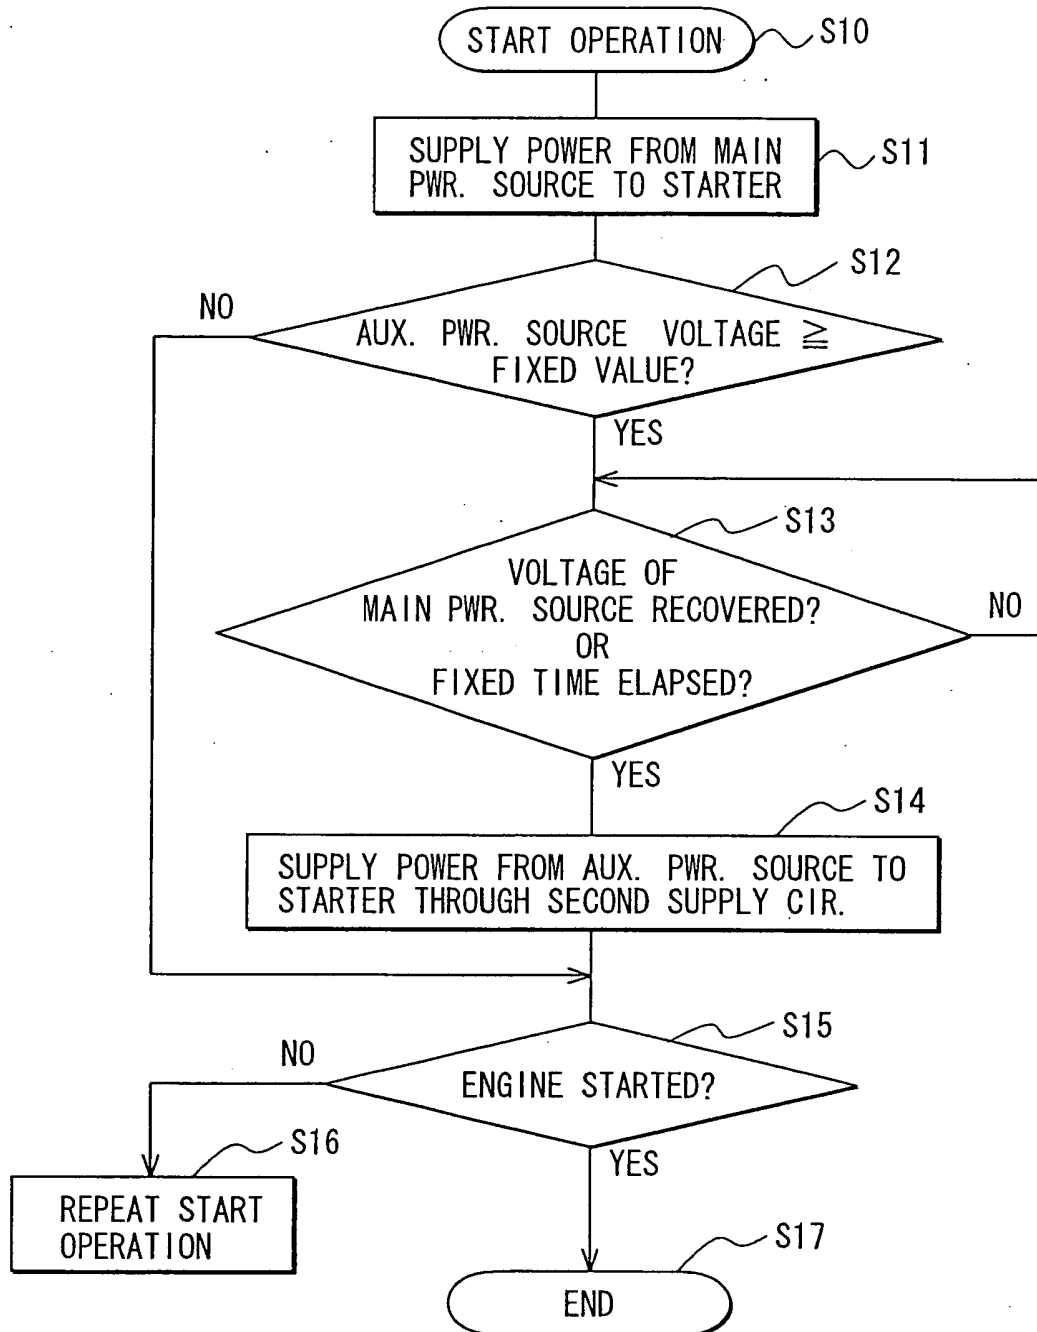 START OPERATION
S10
SUPPLY POWER FROM MAIN
PWR. SOURCE TO STARTER
S11
S12
NO
AUX. PWR. SOURCE VOLTAGE ≧
FIXED VALUE?
YES
S13
VOLTAGE OF
MAIN PWR. SOURCE RECOVERED?
OR
FIXED TIME ELAPSED?
NO
YES
S14
SUPPLY POWER FROM AUX. PWR. SOURCE TO
STARTER THROUGH SECOND SUPPLY CIR.
S15
NO
ENGINE STARTED?
YES
S16
REPEAT START
OPERATION
S17
END